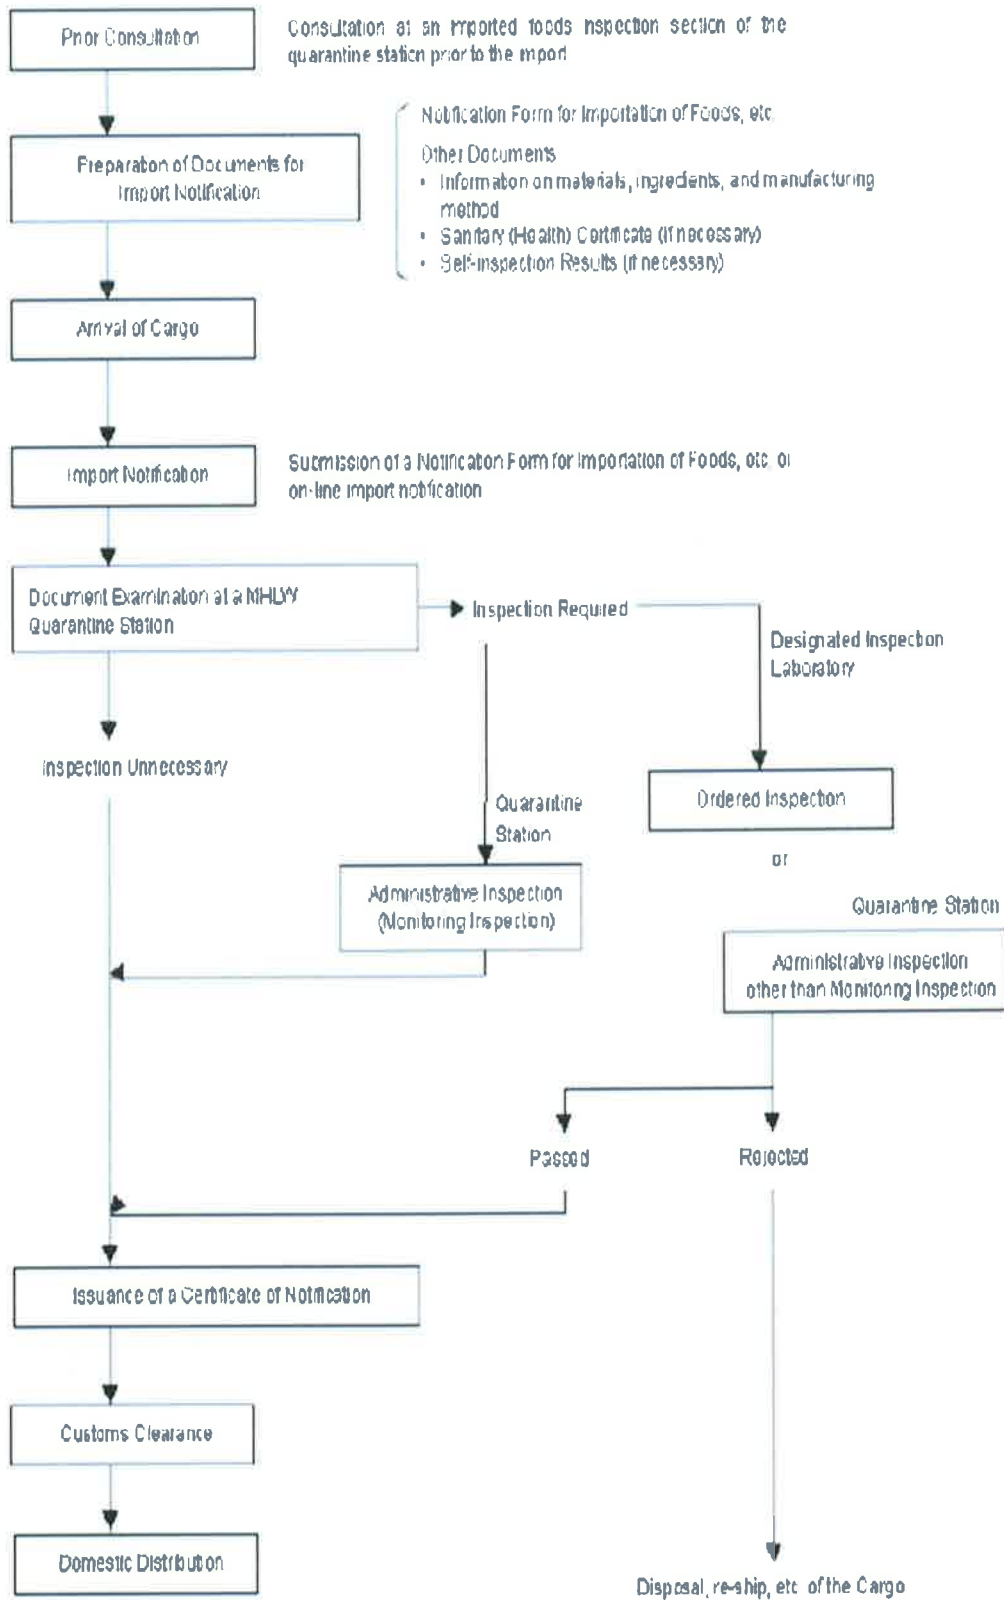 Prior Consultation
Consultation at an imported foods inspection section of the
quarantine station prior to the import
Preparation of Documents for
Import Notification
Notification Form for Importation of Foods, etc.
Other Documents
• Information on materials, ingredients, and manufacturing
method
• Sanitary (Health) Certificate (if necessary)
• Self-Inspection Results (if necessary)
Arrival of Cargo
Import Notification
Submission of a Notification Form for Importation of Foods, etc. or
on-line import notification
Document Examination at a MHLW
Quarantine Station
Inspection Required
Designated Inspection
Laboratory
Inspection Unnecessary
Ordered Inspection
Quarantine
Station
or
Administrative Inspection
(Monitoring Inspection)
Quarantine Station
Administrative Inspection
other than Monitoring Inspection
Passed
Rejected
Issuance of a Certificate of Notification
Customs Clearance
Domestic Distribution
Disposal, re-ship, etc. of the Cargo